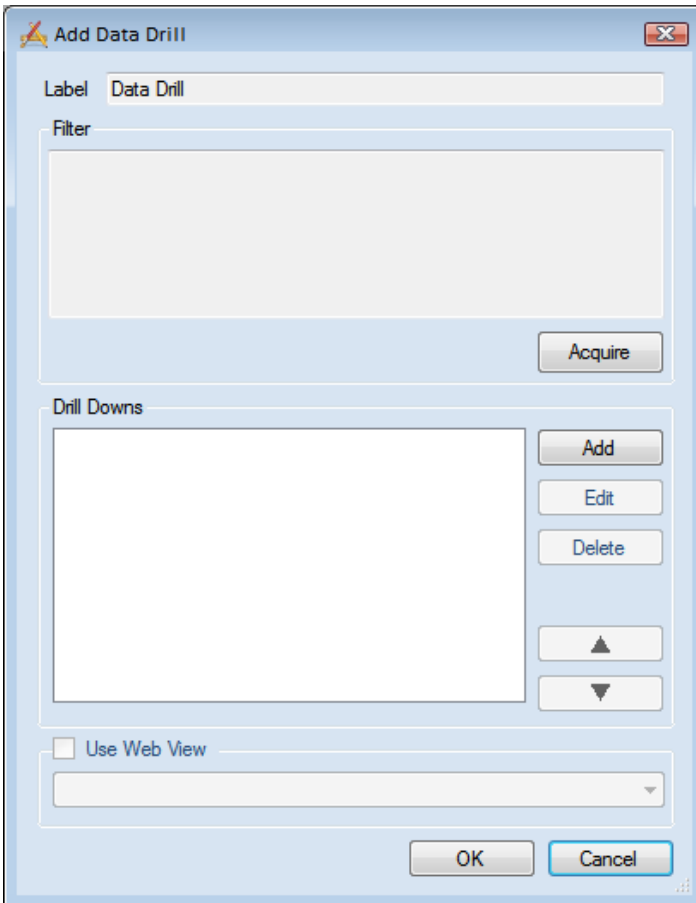 Add Data Drill
Label Data Drill
Filter
Acquire
Drill Downs
Add
Edit
Delete
Use Web View
OK Cancel